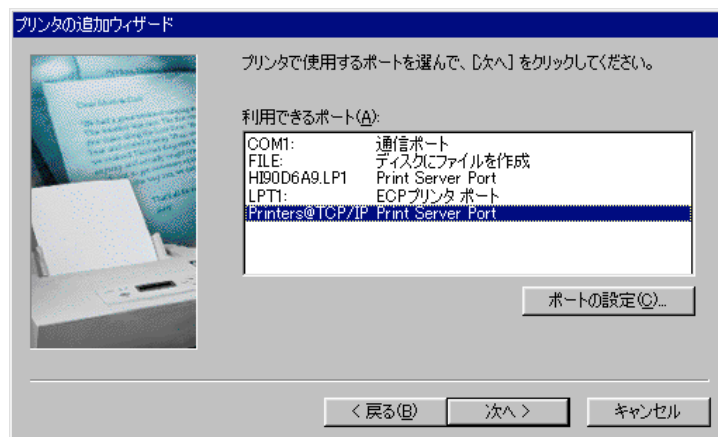 プリンタの追加ウィザード
プリンタで使用するポートを選んで、[次へ] をクリックしてください。
利用できるポート(A):
COM1: 通信ポート
FILE: ディスクにファイルを作成
HI90D6A9.LP1 Print Server Port
LPT1: ECPプリンタ ポート
Printers@TCP/IP Print Server Port
ポートの設定(C)...
< 戻る(B)
次へ >
キャンセル